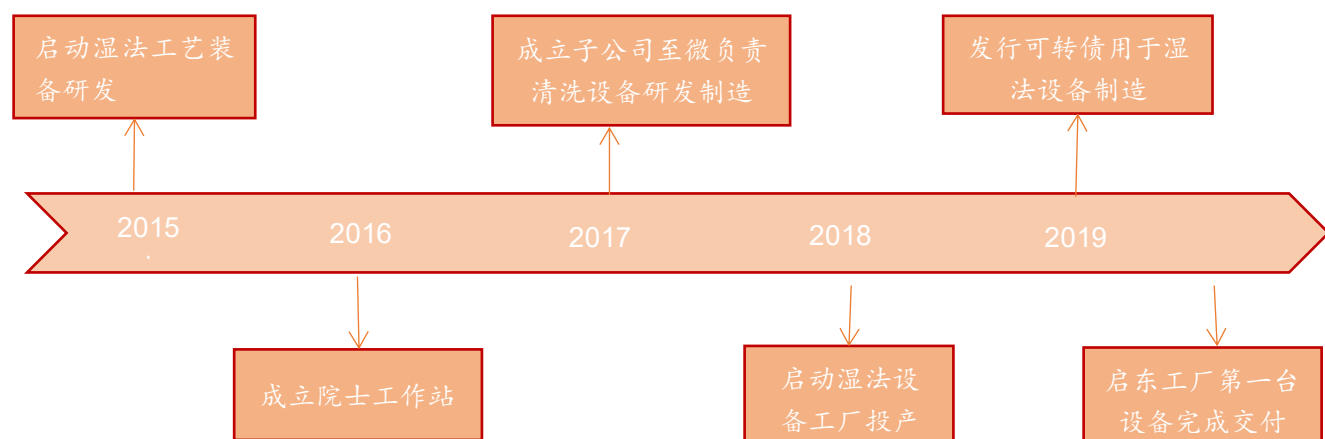 启动湿法工艺装
备研发
成立子公司至微负责
清洗设备研发制造
发行可转债用于湿
法设备制造
2015
2016
2017
2018
2019
成立院士工作站
启动湿法设
备工厂投产
启东工厂第一台
设备完成交付